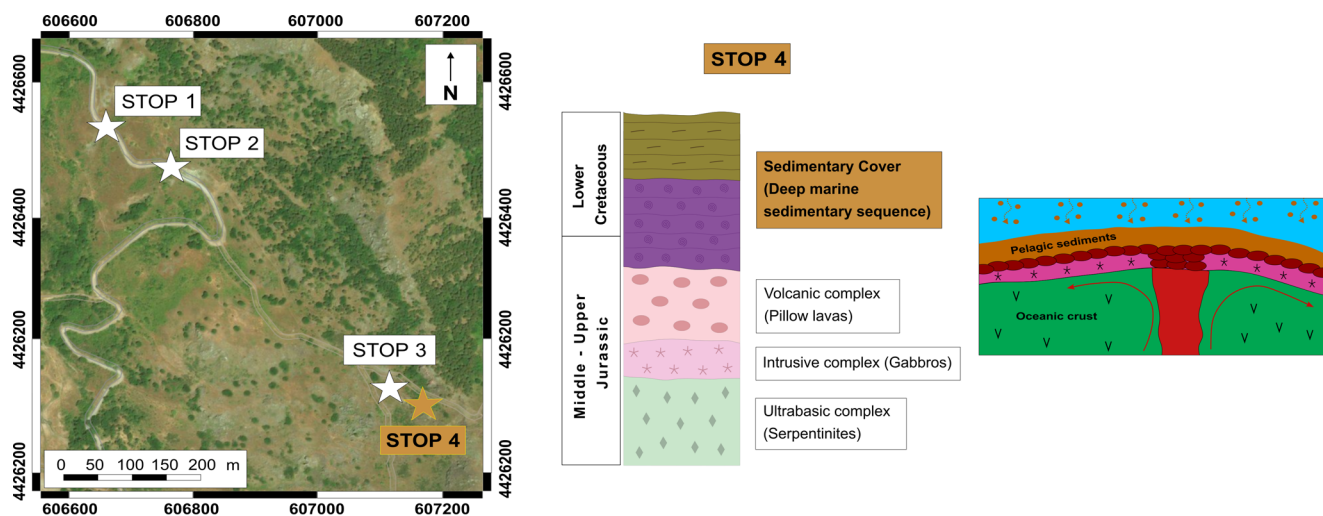 606600 606800 607000 607200
4426600
4426600
STOP 1
N
STOP 2
4426400
4426400
4426200
4426200
STOP 3
STOP 4
0 50 100 150 200 m
4426200
4426200
606600 606800 607000 607200
STOP 4
Lower
Cretaceous
Middle - Upper
Jurassic
Sedimentary Cover
(Deep marine
sedimentary sequence)
Volcanic complex
(Pillow lavas)
Intrusive complex (Gabbros)
Ultrabasic complex
(Serpentinites)
Pelagic sediments
Oceanic crust